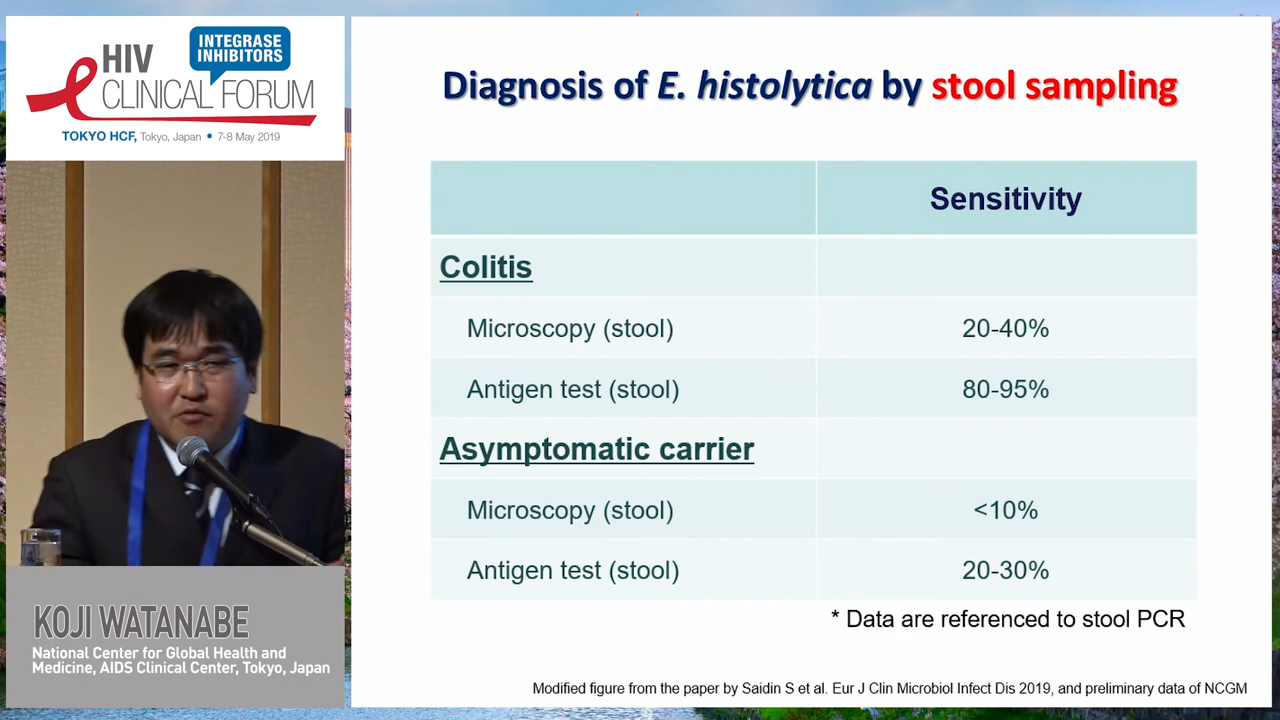 INTEGRASE
INHIBITORS
HIV
CLINICAL FORUM
TOKYO HCF, Tokyo, Japan • 7-8 May 2019
KOJI WATANABE
National Center for Global Health and
Medicine, AIDS Clinical Center, Tokyo, Japan
Diagnosis of E. histolytica by stool sampling
Sensitivity
Colitis
Microscopy (stool) 20-40%
Antigen test (stool) 80-95%
Asymptomatic carrier
Microscopy (stool) <10%
Antigen test (stool) 20-30%
* Data are referenced to stool PCR
Modified figure from the paper by Saidin S et al. Eur J Clin Microbiol Infect Dis 2019, and preliminary data of NCGM